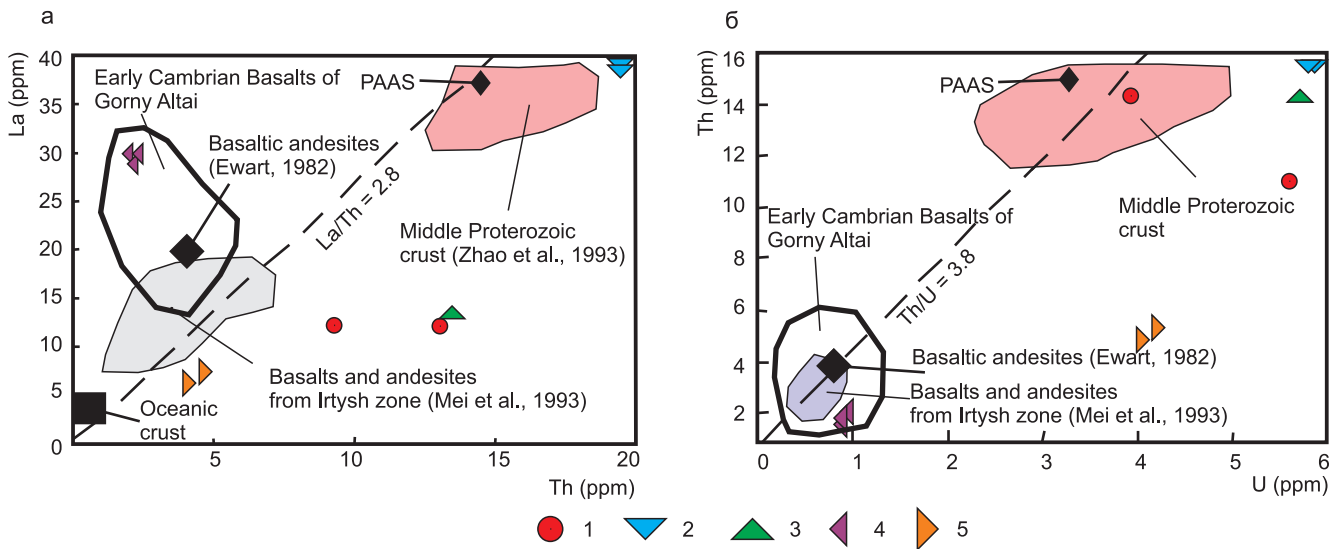 а
La (ppm)
40
35
30
25
20
15
10
5
0
5
10
15
20
Th (ppm)
Early Cambrian Basalts of
Gorny Altai
PAAS
Basaltic andesites
(Ewart, 1982)
La/Th = 2.8
Middle Proterozoic
crust (Zhao et al., 1993)
Basalts and andesites
from Irtysh zone (Mei et al., 1993)
Oceanic
crust
б
Th (ppm)
16
14
12
10
8
6
4
2
0
1
2
3
4
5
6
U (ppm)
PAAS
Middle Proterozoic
crust
Early Cambrian Basalts of
Gorny Altai
Th/U = 3.8
Basaltic andesites (Ewart, 1982)
Basalts and andesites
from Irtysh zone (Mei et al., 1993)
1 2 3 4 5